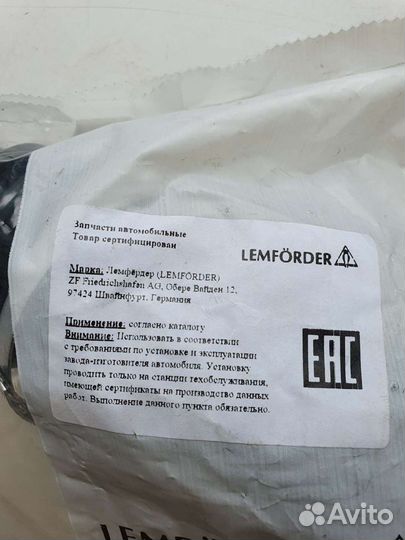 Запчасти автомобильные
Товар сертифицирован
LEMFÖRDER
Марка: Лемфёрдер (LEMFÖRDER)
ZF Friedrichshafen AG, Обере Вайден 12,
97424 Швайнфурт, Германия
Применение: согласно каталогу
Внимание: Использовать в соответствии
с требованиями по установке и эксплуатации
завода-изготовителя автомобиля. Установку
проводить только на станции техобслуживания,
имеющей сертификаты на производство данных
работ. Выполнение данного пункта обязательно.
EAC
LEMFÖRDER
Avito